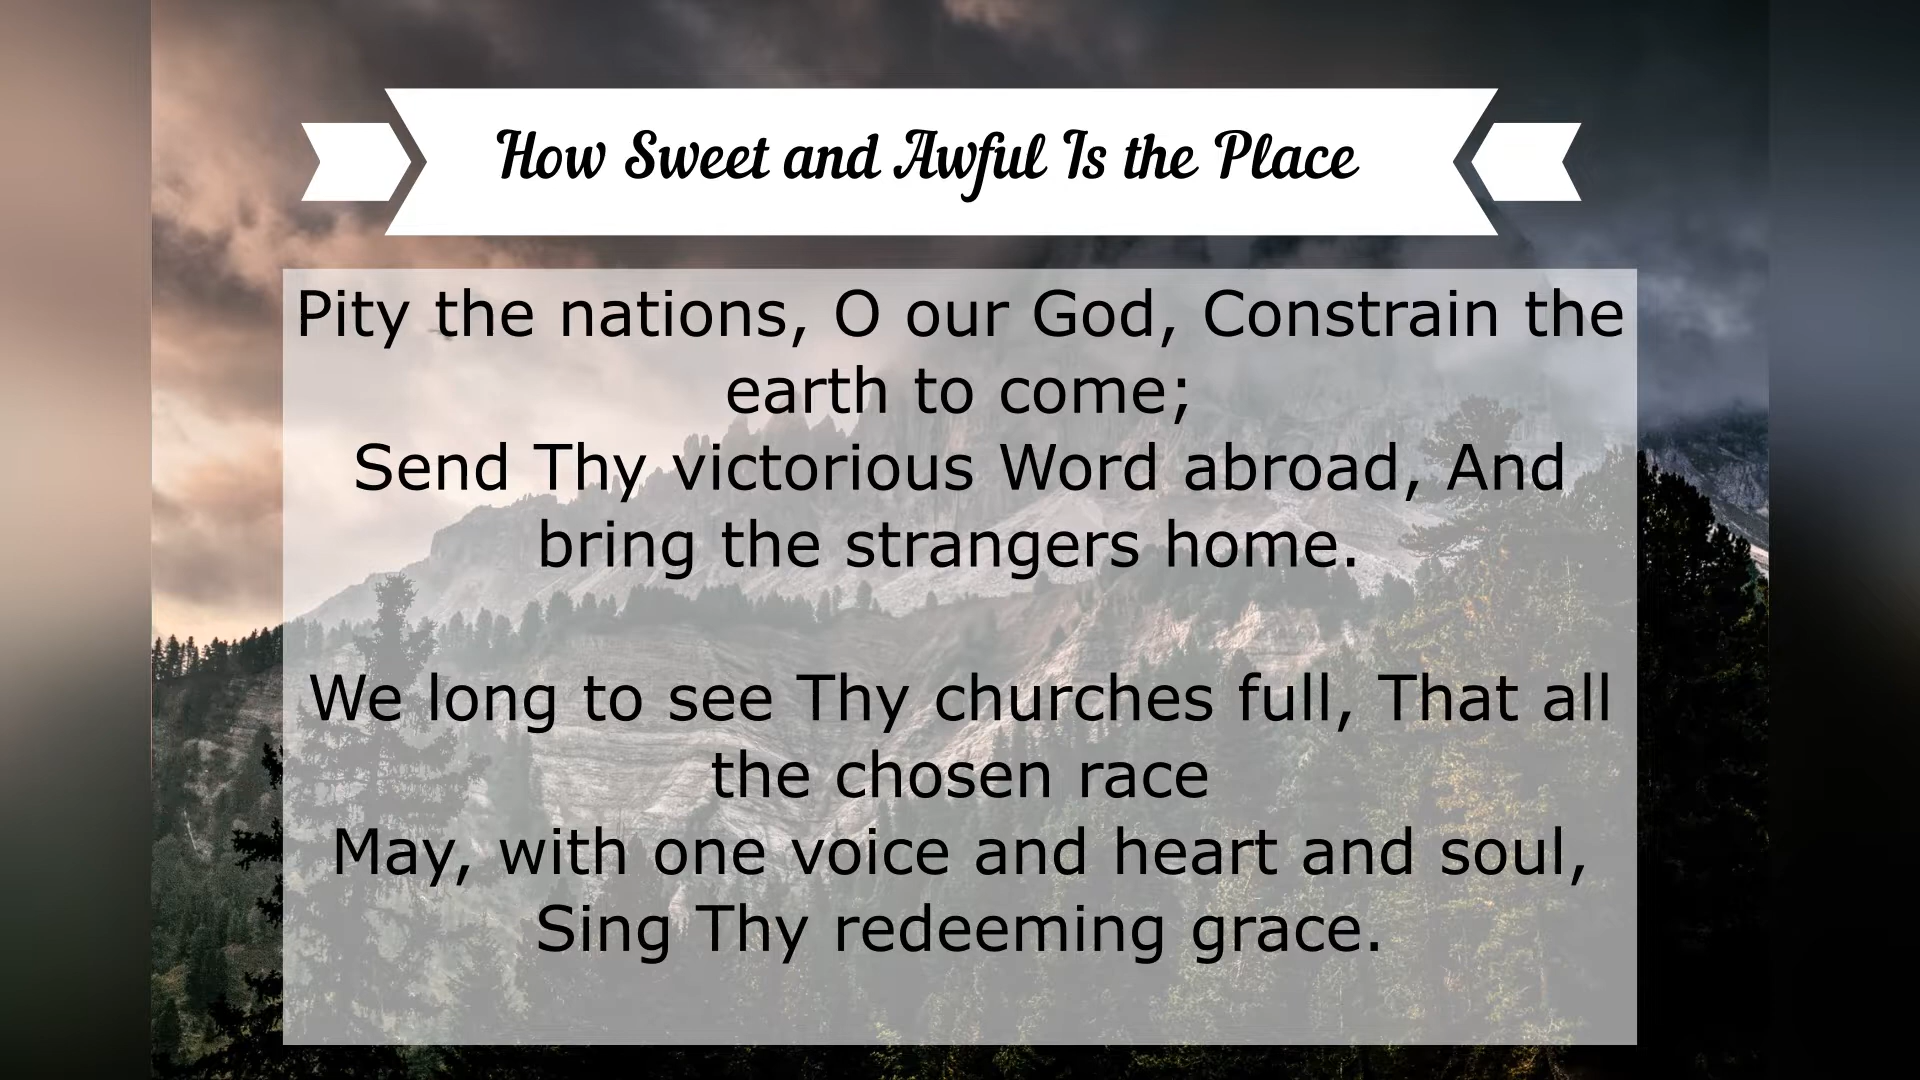 How Sweet and Awful Is the Place
Pity the nations, O our God, Constrain the
earth to come;
Send Thy victorious Word abroad, And
bring the strangers home.
We long to see Thy churches full, That all
the chosen race
May, with one voice and heart and soul,
Sing Thy redeeming grace.